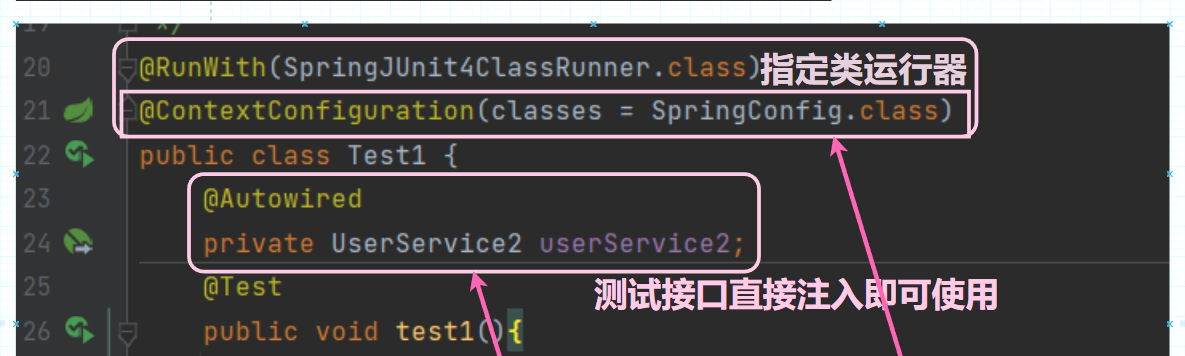 19 */
20 @RunWith(SpringJUnit4ClassRunner.class) 指定类运行器
21 @ContextConfiguration(classes = SpringConfig.class)
22 public class Test1 {
23 @Autowired
24 private UserService2 userService2;
测试接口直接注入即可使用
25 @Test
26 public void test1(){